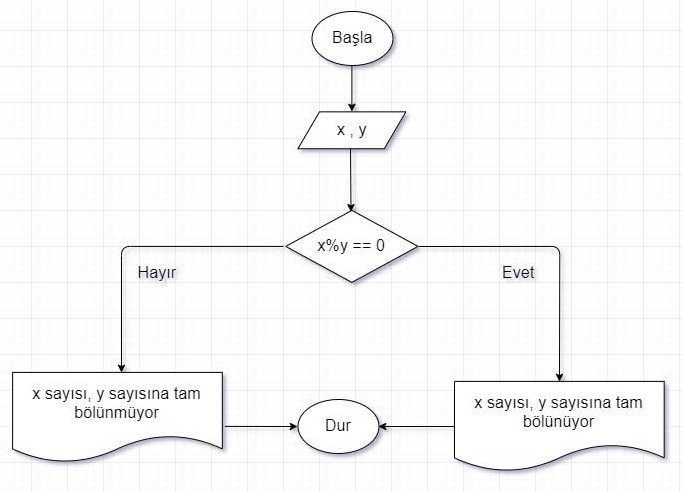 Başla
x , y
x%y == 0
Hayır
Evet
x sayısı, y sayısına tam
bölünmüyor
Dur
x sayısı, y sayısına tam
bölünüyor